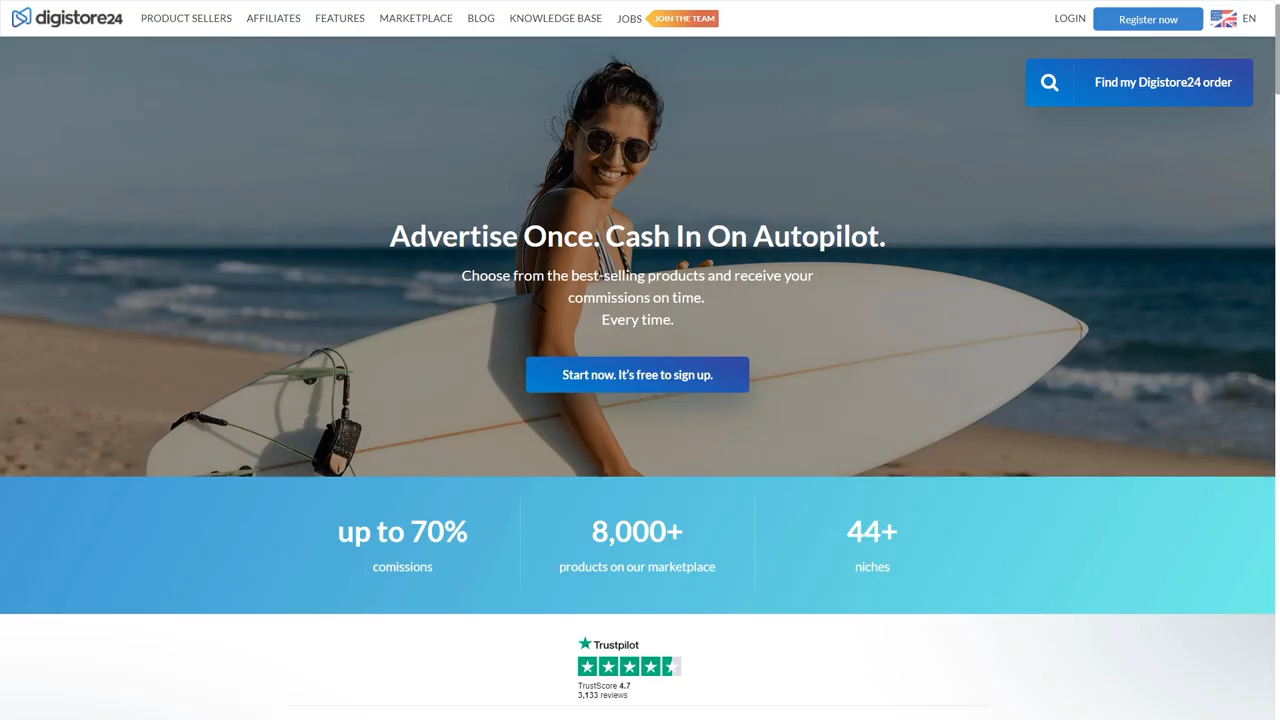 digistore24 PRODUCT SELLERS AFFILIATES FEATURES MARKETPLACE BLOG KNOWLEDGE BASE JOBS JOIN THE TEAM LOGIN Register now EN
Find my Digistore24 order
Advertise Once. Cash In On Autopilot.
Choose from the best-selling products and receive your
commissions on time.
Every time.
Start now. It's free to sign up.
up to 70% 8,000+ 44+
comissions products on our marketplace niches
Trustpilot
TrustScore 4.7
3,133 reviews